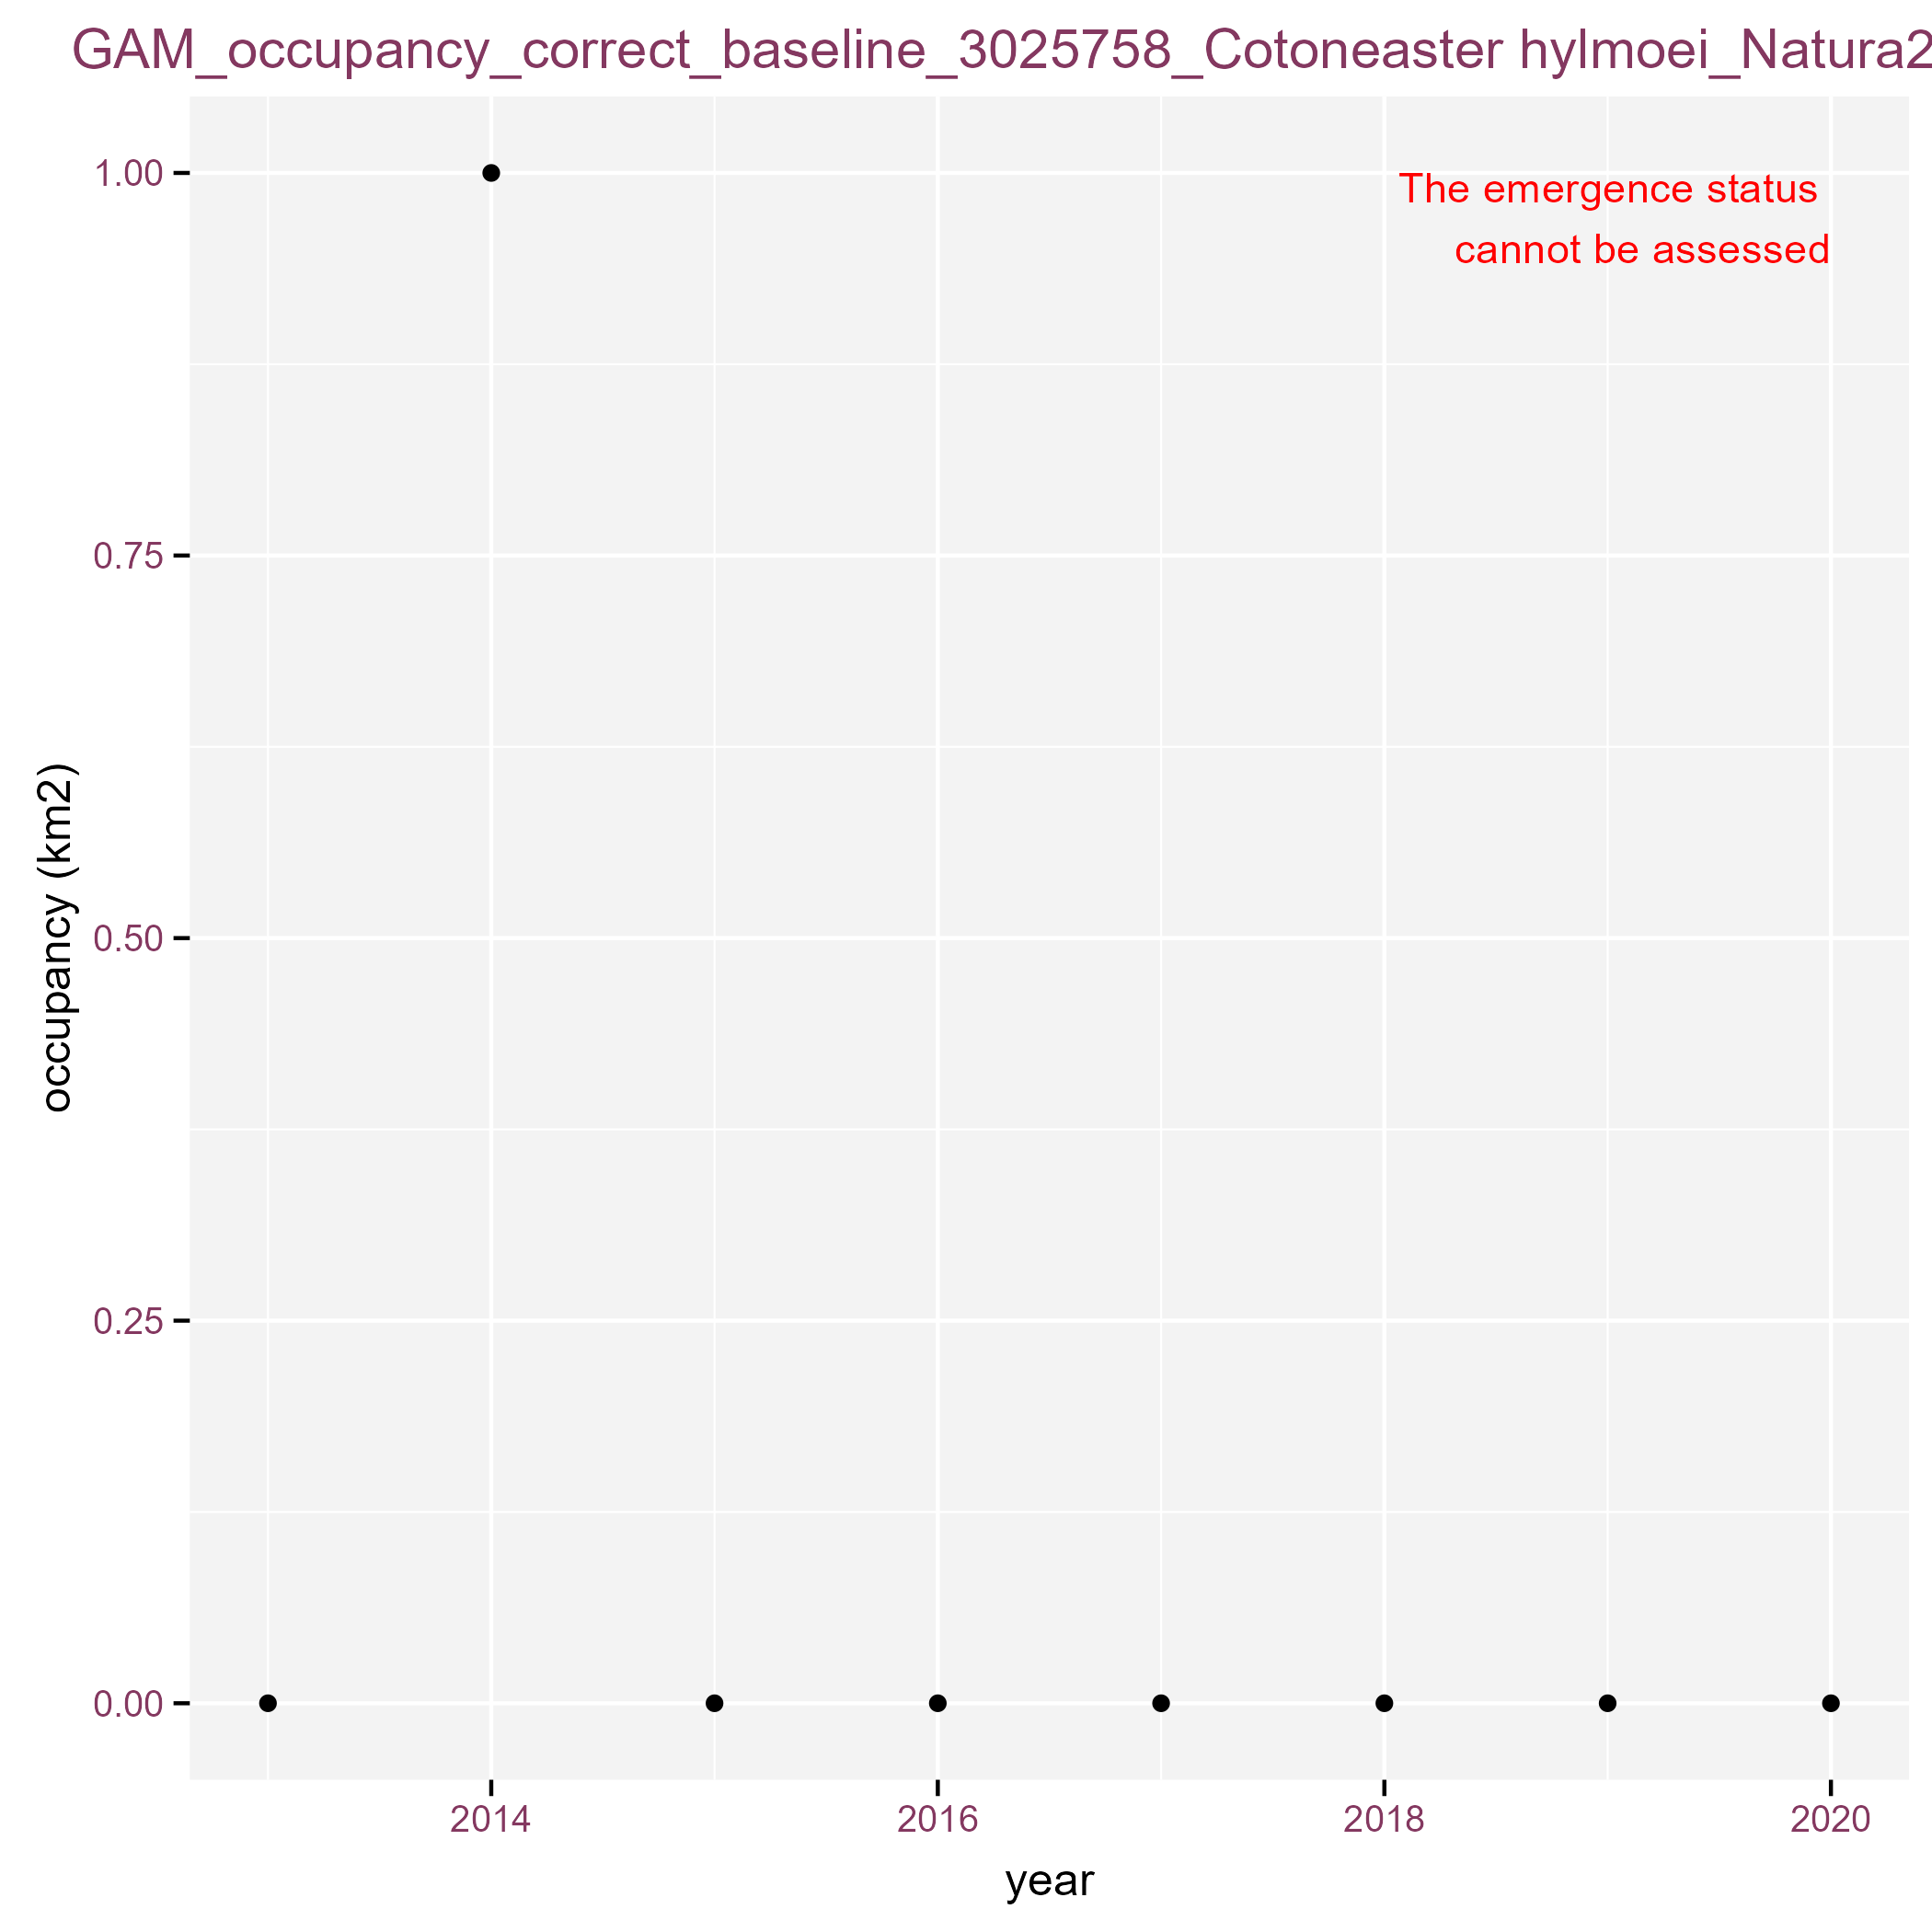 GAM_occupancy_correct_baseline_3025758_Cotoneaster hylmoei_Natura2
1.00
The emergence status
cannot be assessed
0.75
occupancy (km2)
0.50
0.25
0.00
2014 2016 2018 2020
year